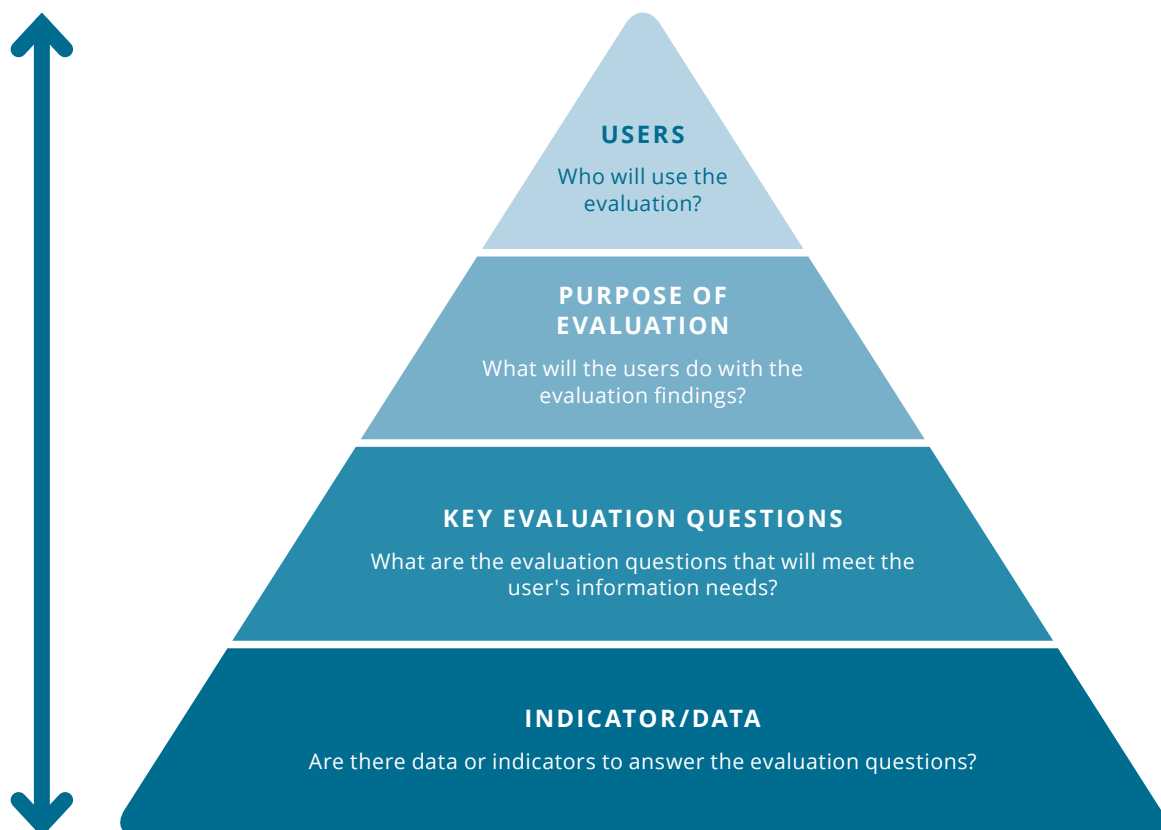 USERS
Who will use the
evaluation?
PURPOSE OF
EVALUATION
What will the users do with the
evaluation findings?
KEY EVALUATION QUESTIONS
What are the evaluation questions that will meet the
user's information needs?
INDICATOR/DATA
Are there data or indicators to answer the evaluation questions?